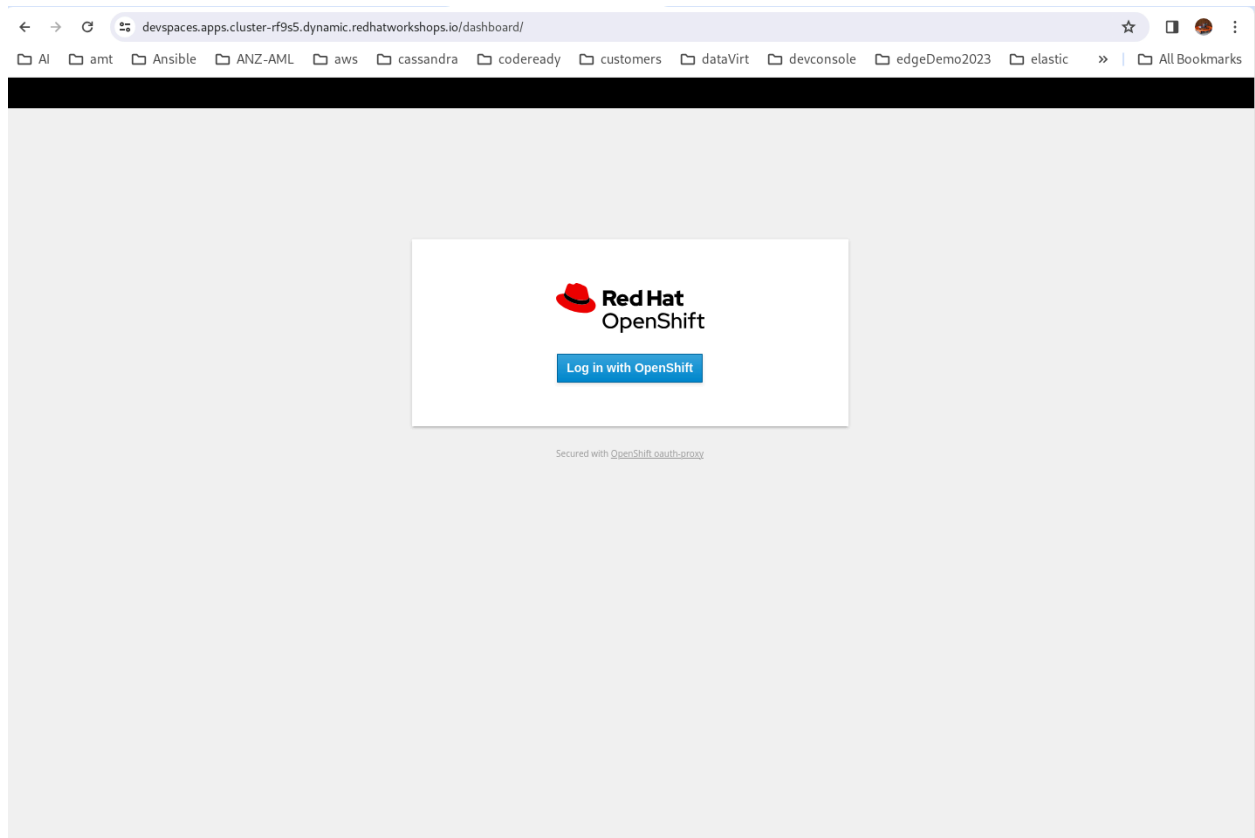 devspaces.apps.cluster-rf9s5.dynamic.redhatworkshops.io/dashboard/
AI amt Ansible ANZ-AML aws cassandra codeready customers dataVirt devconsole edgeDemo2023 elastic » All Bookmarks
Red Hat
OpenShift
Log in with OpenShift
Secured with OpenShift oauth-proxy